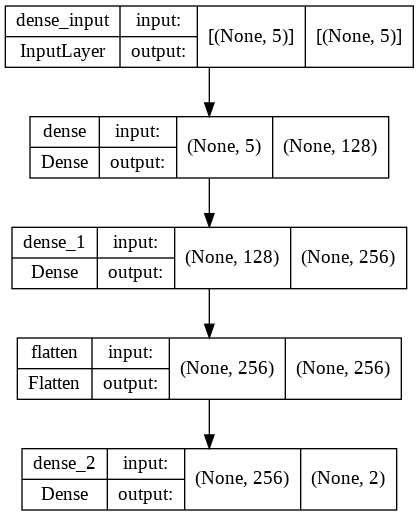 dense_input input: [(None, 5)] [(None, 5)]
InputLayer output:
dense input: (None, 5) (None, 128)
Dense output:
dense_1 input: (None, 128) (None, 256)
Dense output:
flatten input: (None, 256) (None, 256)
Flatten output:
dense_2 input: (None, 256) (None, 2)
Dense output: